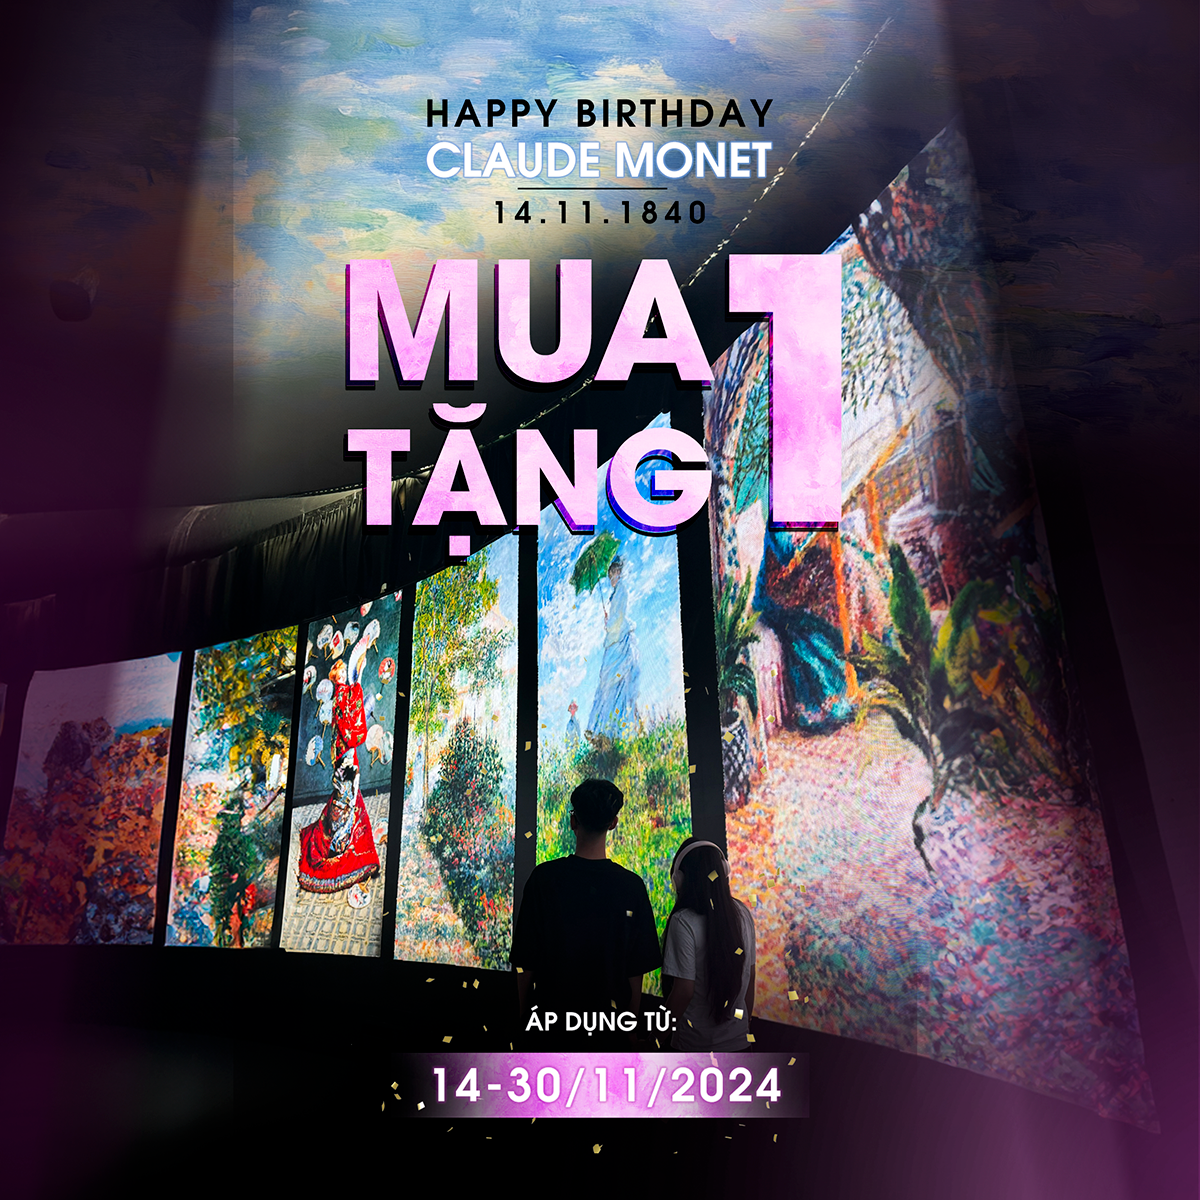 HAPPY BIRTHDAY
CLAUDE MONET
14.11.1840
MUA 1
TẶNG 1
ÁP DỤNG TỪ:
14-30/11/2024